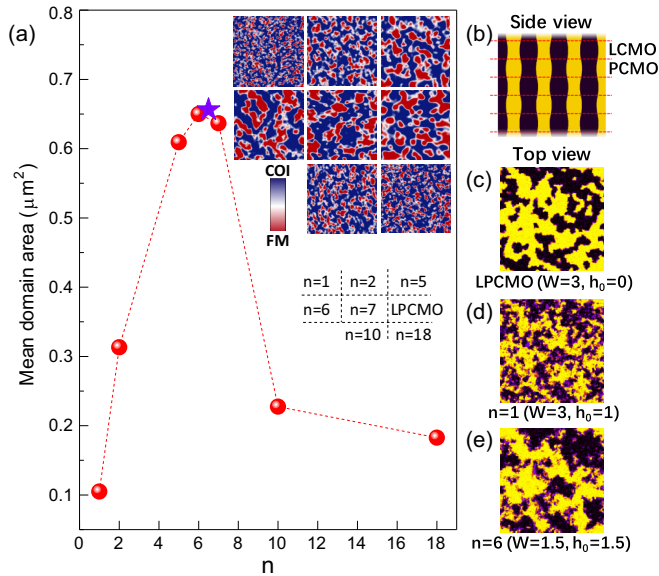 (a)
0.8
0.7
0.6
0.5
0.4
0.3
0.2
0.1
Mean domain area (μm²)
0 2 4 6 8 10 12 14 16 18
n
COI
FM
n=1 n=2 n=5
n=6 n=7 LPCMO
n=10 n=18
(b)
Side view
LCMO
PCMO
Top view
(c)
LPCMO (W=3, h₀=0)
(d)
n=1 (W=3, h₀=1)
(e)
n=6 (W=1.5, h₀=1.5)